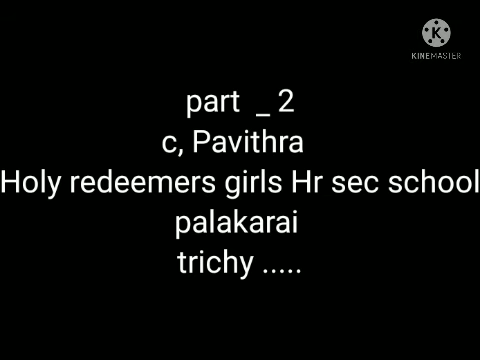 KINEMASTER
part _ 2
c, Pavithra
Holy redeemers girls Hr sec school
palakarai
trichy .....